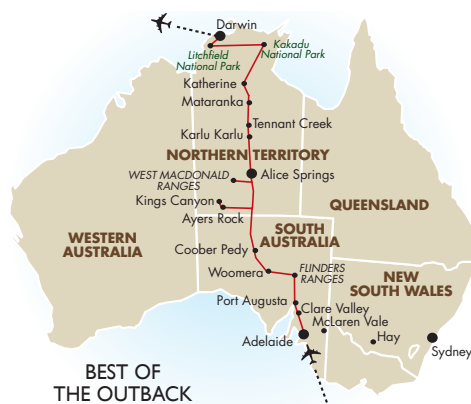 Darwin
Kakadu
National Park
Litchfield
National Park
Katherine
Mataranka
Tennant Creek
Karlu Karlu
NORTHERN TERRITORY
WEST MACDONALD
RANGES
Alice Springs
Kings Canyon
Ayers Rock
QUEENSLAND
WESTERN
AUSTRALIA
SOUTH
AUSTRALIA
Coober Pedy
Woomera
FLINDERS
RANGES
NEW
SOUTH WALES
Port Augusta
Clare Valley
McLaren Vale
Hay
Adelaide
Sydney
BEST OF
THE OUTBACK